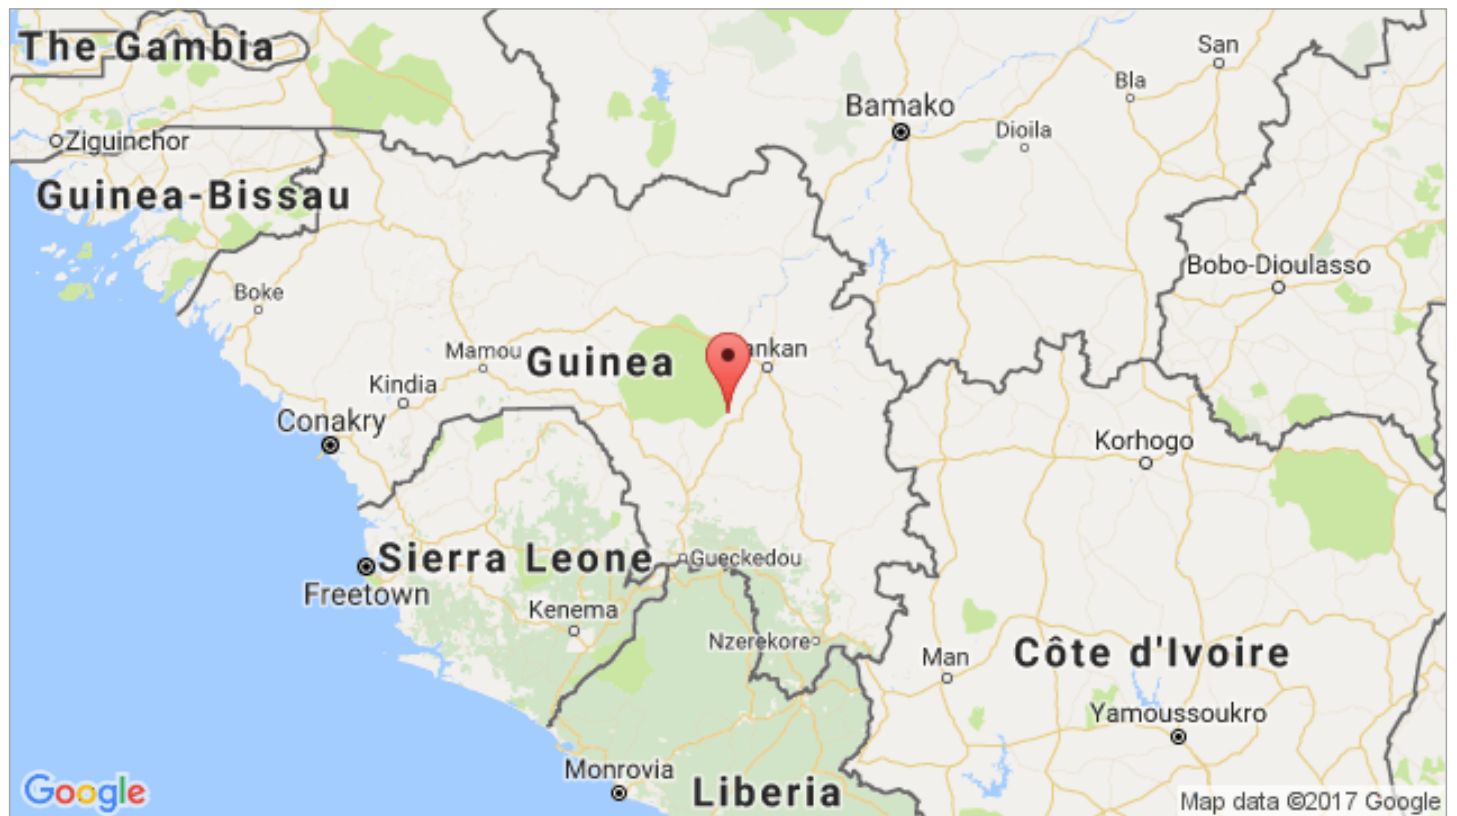 The Gambia
San
Bla
Bamako
Dioila
Ziguinchor
Guinea-Bissau
Bobo-Dioulasso
Boke
Mamou
Guinea
ankan
Kindia
Conakry
Korhogo
Sierra Leone
Gueckedou
Freetown
Kenema
Nzerekore
Man
Côte d'Ivoire
Yamoussoukro
Monrovia
Liberia
Google
Map data ©2017 Google